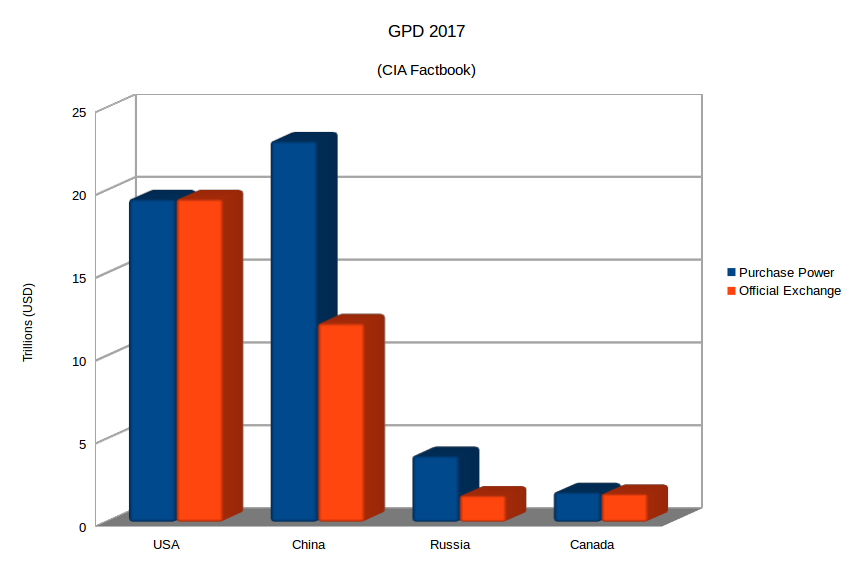 GPD 2017
(CIA Factbook)
25
20
15
10
5
0
Trillions (USD)
USA
China
Russia
Canada
Purchase Power
Official Exchange